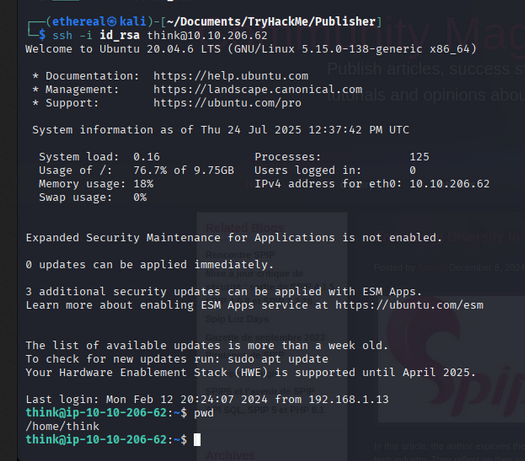 ┌──(ethereal㉿kali)-[~/Documents/TryHackMe/Publisher]
└─$ ssh -i id_rsa think@10.10.206.62
Welcome to Ubuntu 20.04.6 LTS (GNU/Linux 5.15.0-138-generic x86_64)
* Documentation:  https://help.ubuntu.com
* Management:     https://landscape.canonical.com
* Support:        https://ubuntu.com/pro
System information as of Thu 24 Jul 2025 12:37:42 PM UTC
System load:  0.16              Processes:             125
Usage of /:   76.7% of 9.75GB   Users logged in:       0
Memory usage: 18%               IPv4 address for eth0: 10.10.206.62
Swap usage:   0%
Expanded Security Maintenance for Applications is not enabled.
0 updates can be applied immediately.
3 additional security updates can be applied with ESM Apps.
Learn more about enabling ESM Apps service at https://ubuntu.com/esm
The list of available updates is more than a week old.
To check for new updates run: sudo apt update
Your Hardware Enablement Stack (HWE) is supported until April 2025.
Last login: Mon Feb 12 20:24:07 2024 from 192.168.1.13
think@ip-10-10-206-62:~$ pwd
/home/think
think@ip-10-10-206-62:~$
Publish articles, success s
tutorials and opinions abou
Archives